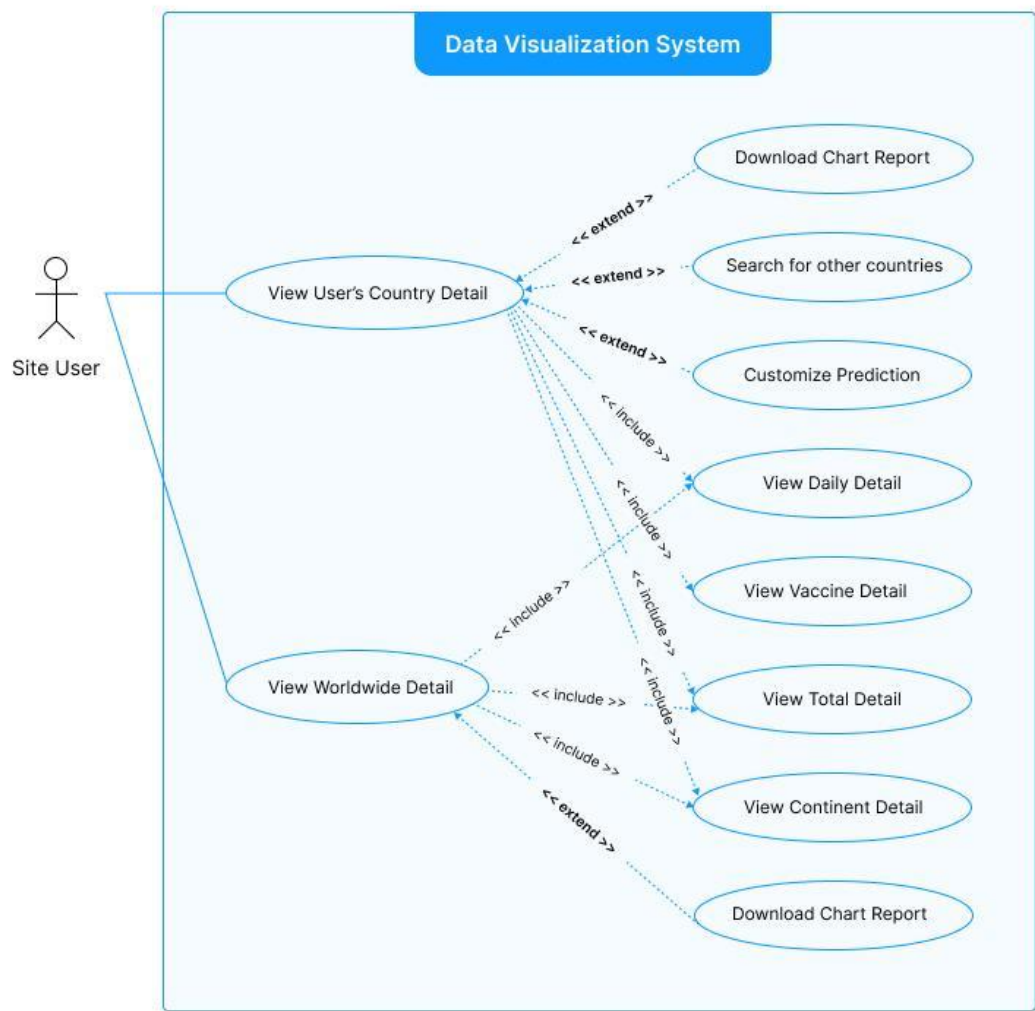 Data Visualization System
Download Chart Report
<< extend >>
Search for other countries
<< extend >>
View User's Country Detail
Site User
Customize Prediction
<< extend >>
<< include >>
View Daily Detail
<< include >>
View Vaccine Detail
<< include >>
<< include >>
View Worldwide Detail
<< include >>
View Total Detail
<< include >>
<< include >>
View Continent Detail
<< extend >>
Download Chart Report